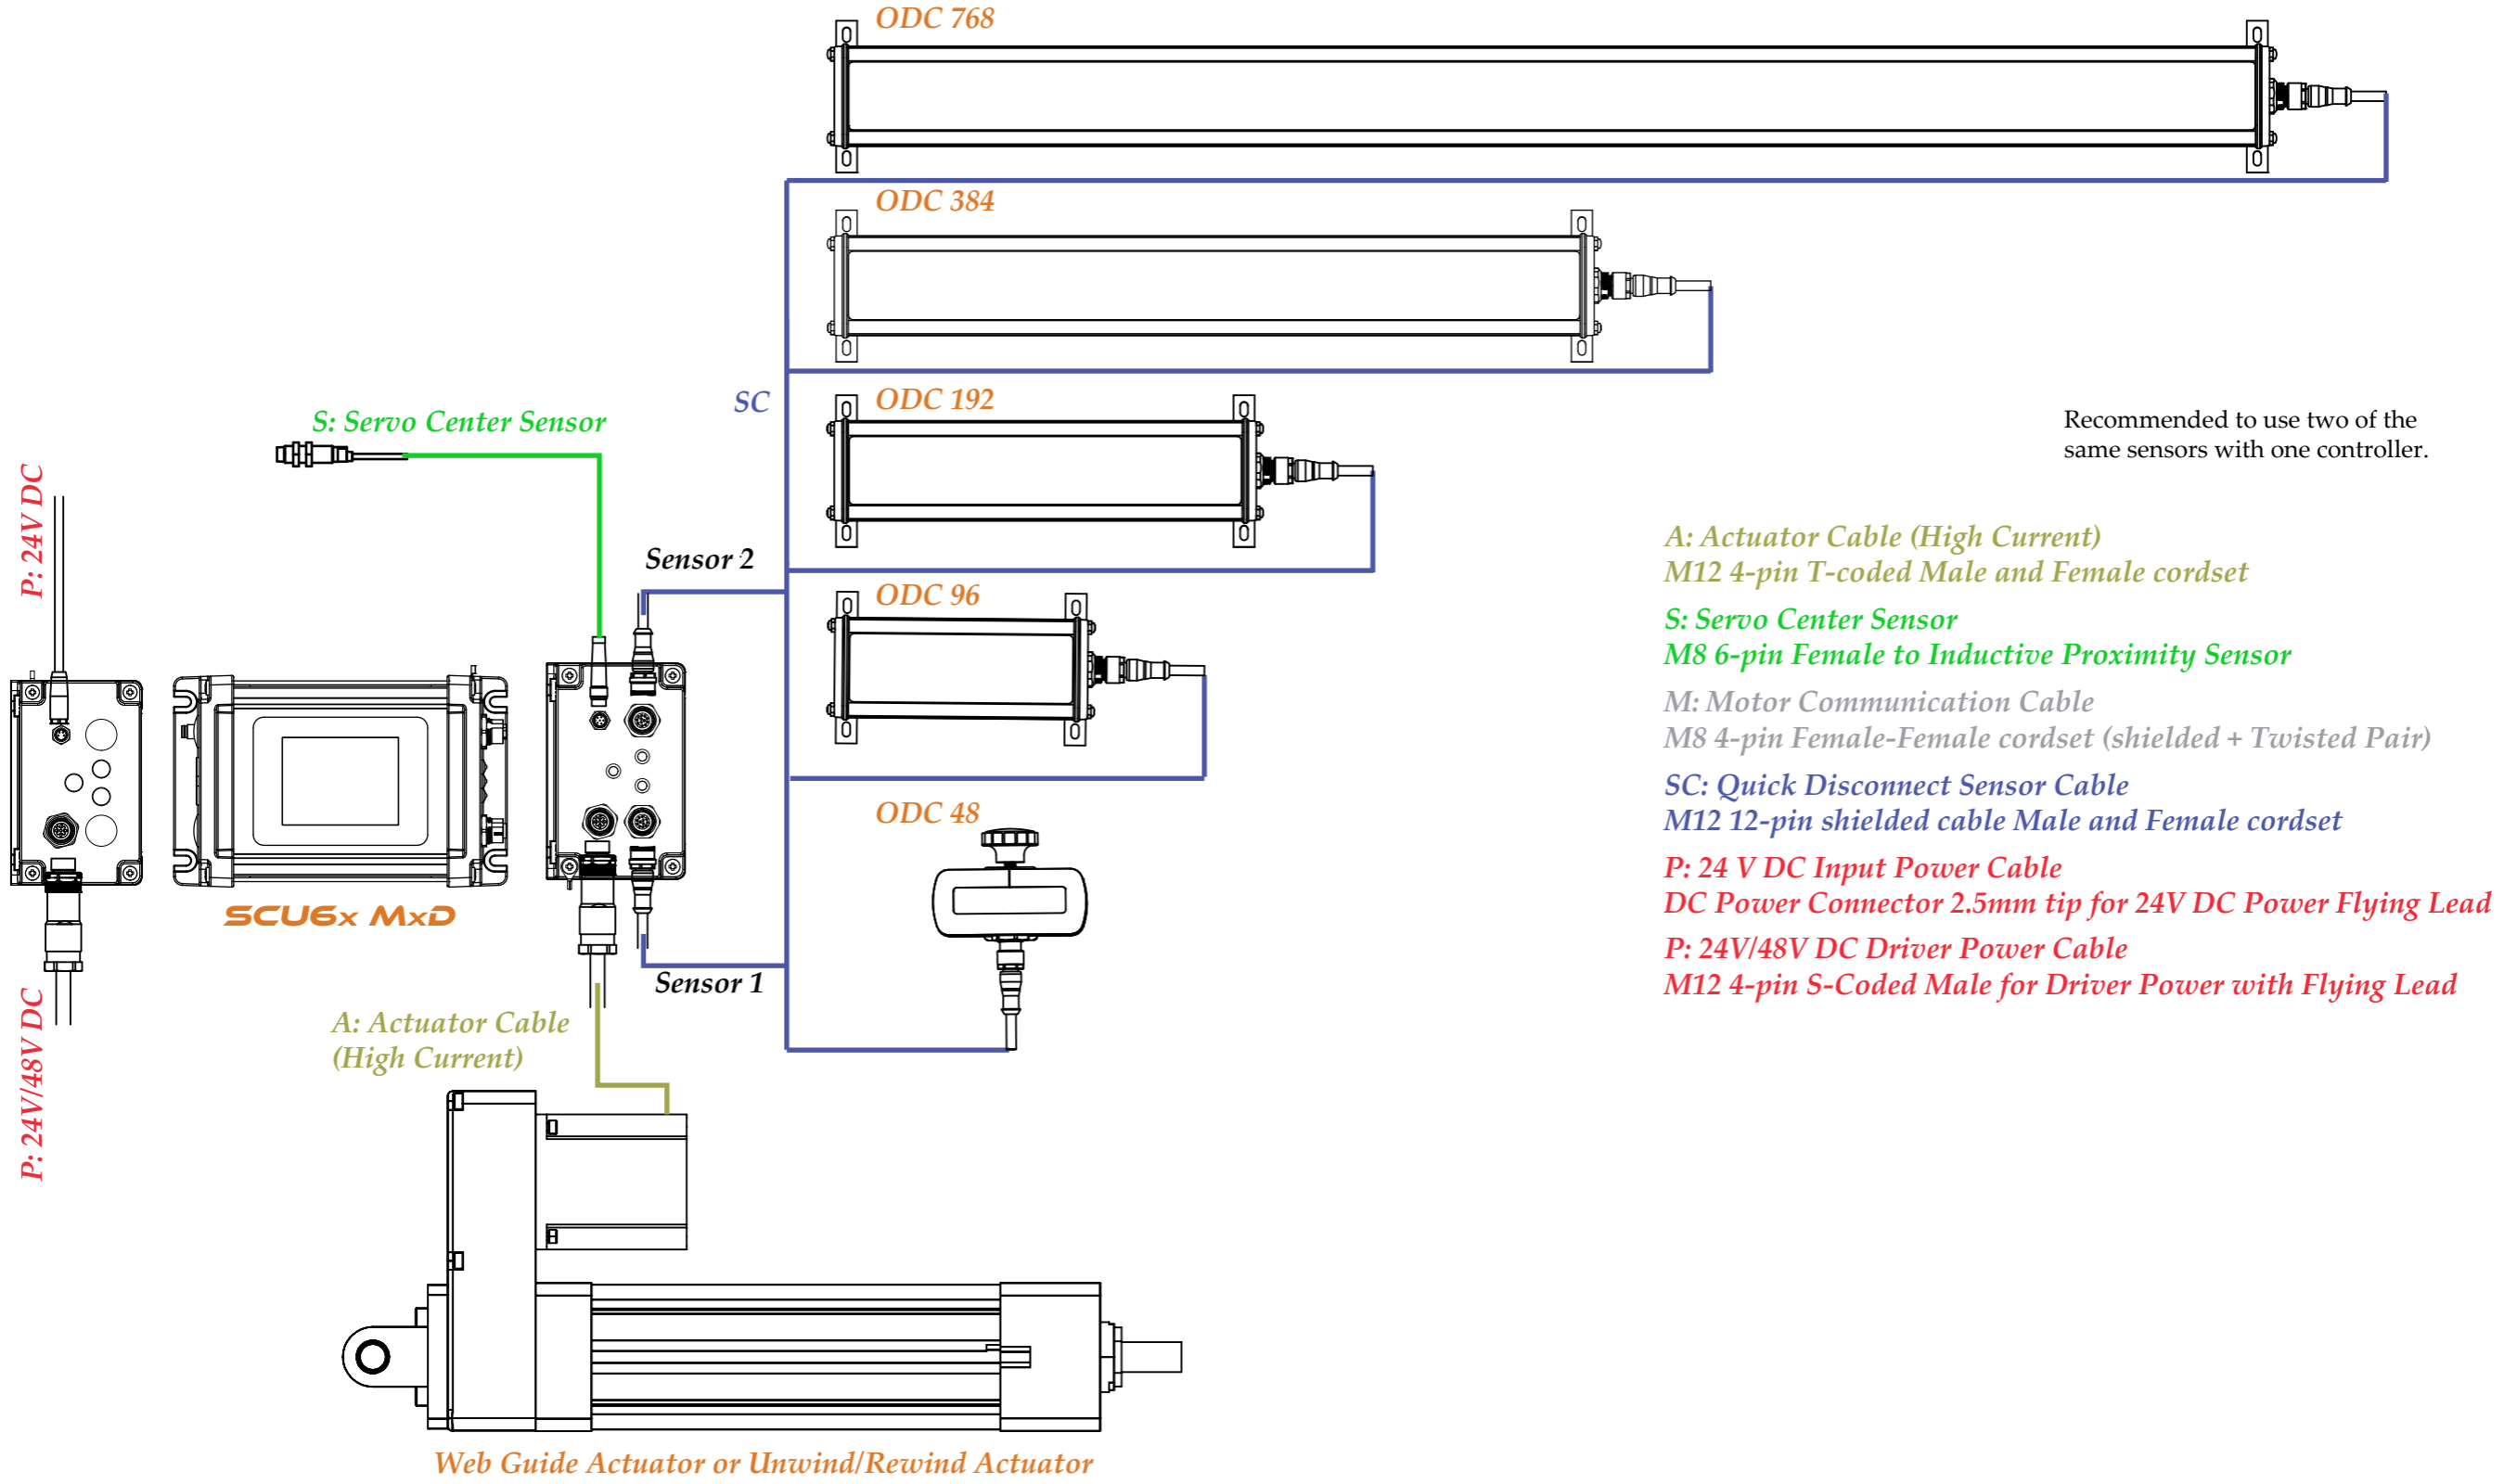 ODC 768
ODC 384
SC
ODC 192
S: Servo Center Sensor
Recommended to use two of the
same sensors with one controller.
P: 24V DC
Sensor 2
ODC 96
A: Actuator Cable (High Current)
M12 4-pin T-coded Male and Female cordset
S: Servo Center Sensor
M8 6-pin Female to Inductive Proximity Sensor
M: Motor Communication Cable
M8 4-pin Female-Female cordset (shielded + Twisted Pair)
SC: Quick Disconnect Sensor Cable
M12 12-pin shielded cable Male and Female cordset
P: 24 V DC Input Power Cable
DC Power Connector 2.5mm tip for 24V DC Power Flying Lead
P: 24V/48V DC Driver Power Cable
M12 4-pin S-Coded Male for Driver Power with Flying Lead
ODC 48
SCU6x MxD
Sensor 1
P: 24V/48V DC
A: Actuator Cable
(High Current)
Web Guide Actuator or Unwind/Rewind Actuator